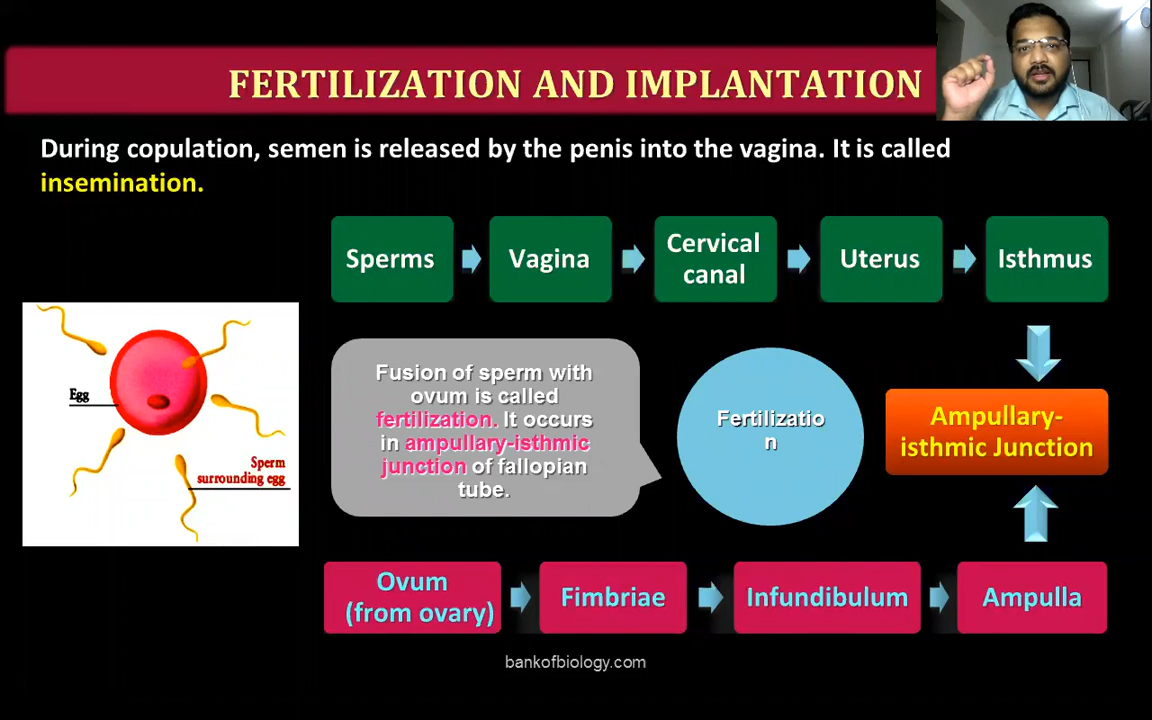 FERTILIZATION AND IMPLANTATION
During copulation, semen is released by the penis into the vagina. It is called
insemination.
Sperms
Vagina
Cervical
canal
Uterus
Isthmus
Egg
Sperm
surrounding egg
Fusion of sperm with
ovum is called
fertilization. It occurs
in ampullary-isthmic
junction of fallopian
tube.
Fertilizatio
n
Ampullary-
isthmic Junction
Ovum
(from ovary)
Fimbriae
Infundibulum
Ampulla
bankofbiology.com